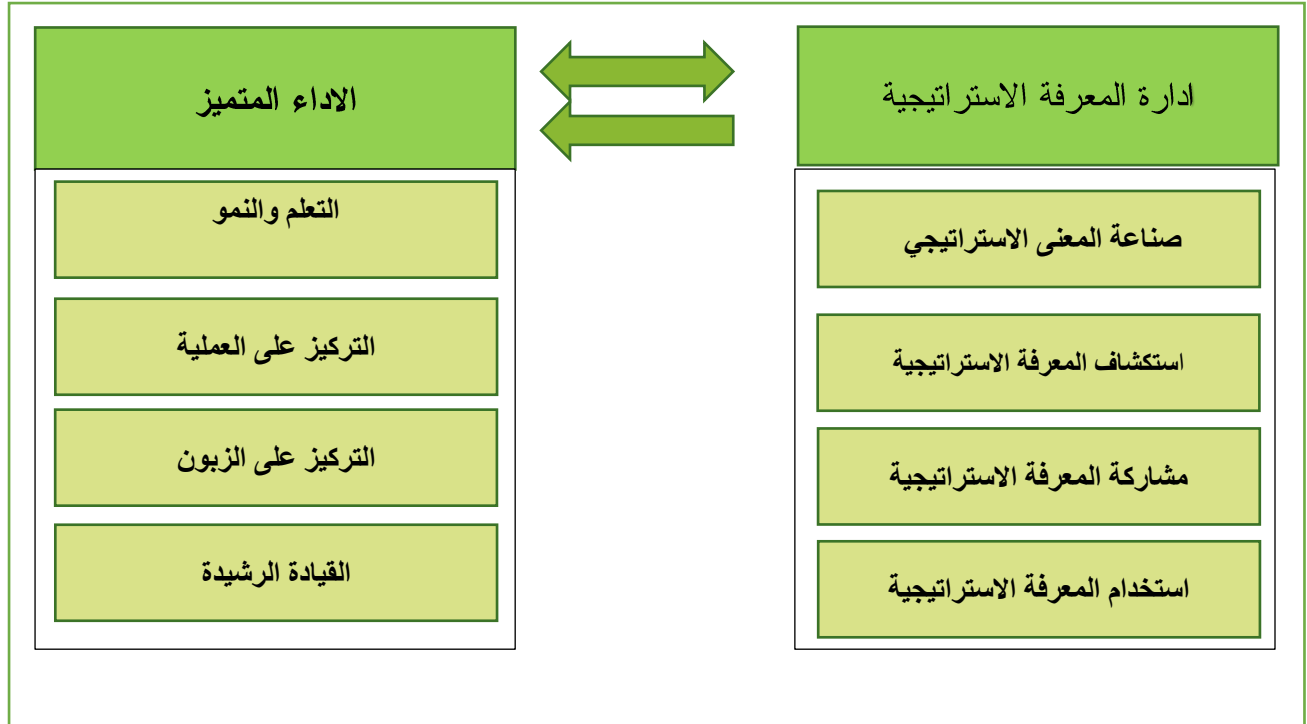 ادارة المعرفة الاستراتيجية
صناعة المعنى الاستراتيجي
استكشاف المعرفة الاستراتيجية
مشاركة المعرفة الاستراتيجية
استخدام المعرفة الاستراتيجية
الاداء المتميز
التعلم والنمو
التركيز على العملية
التركيز على الزبون
القيادة الرشيدة